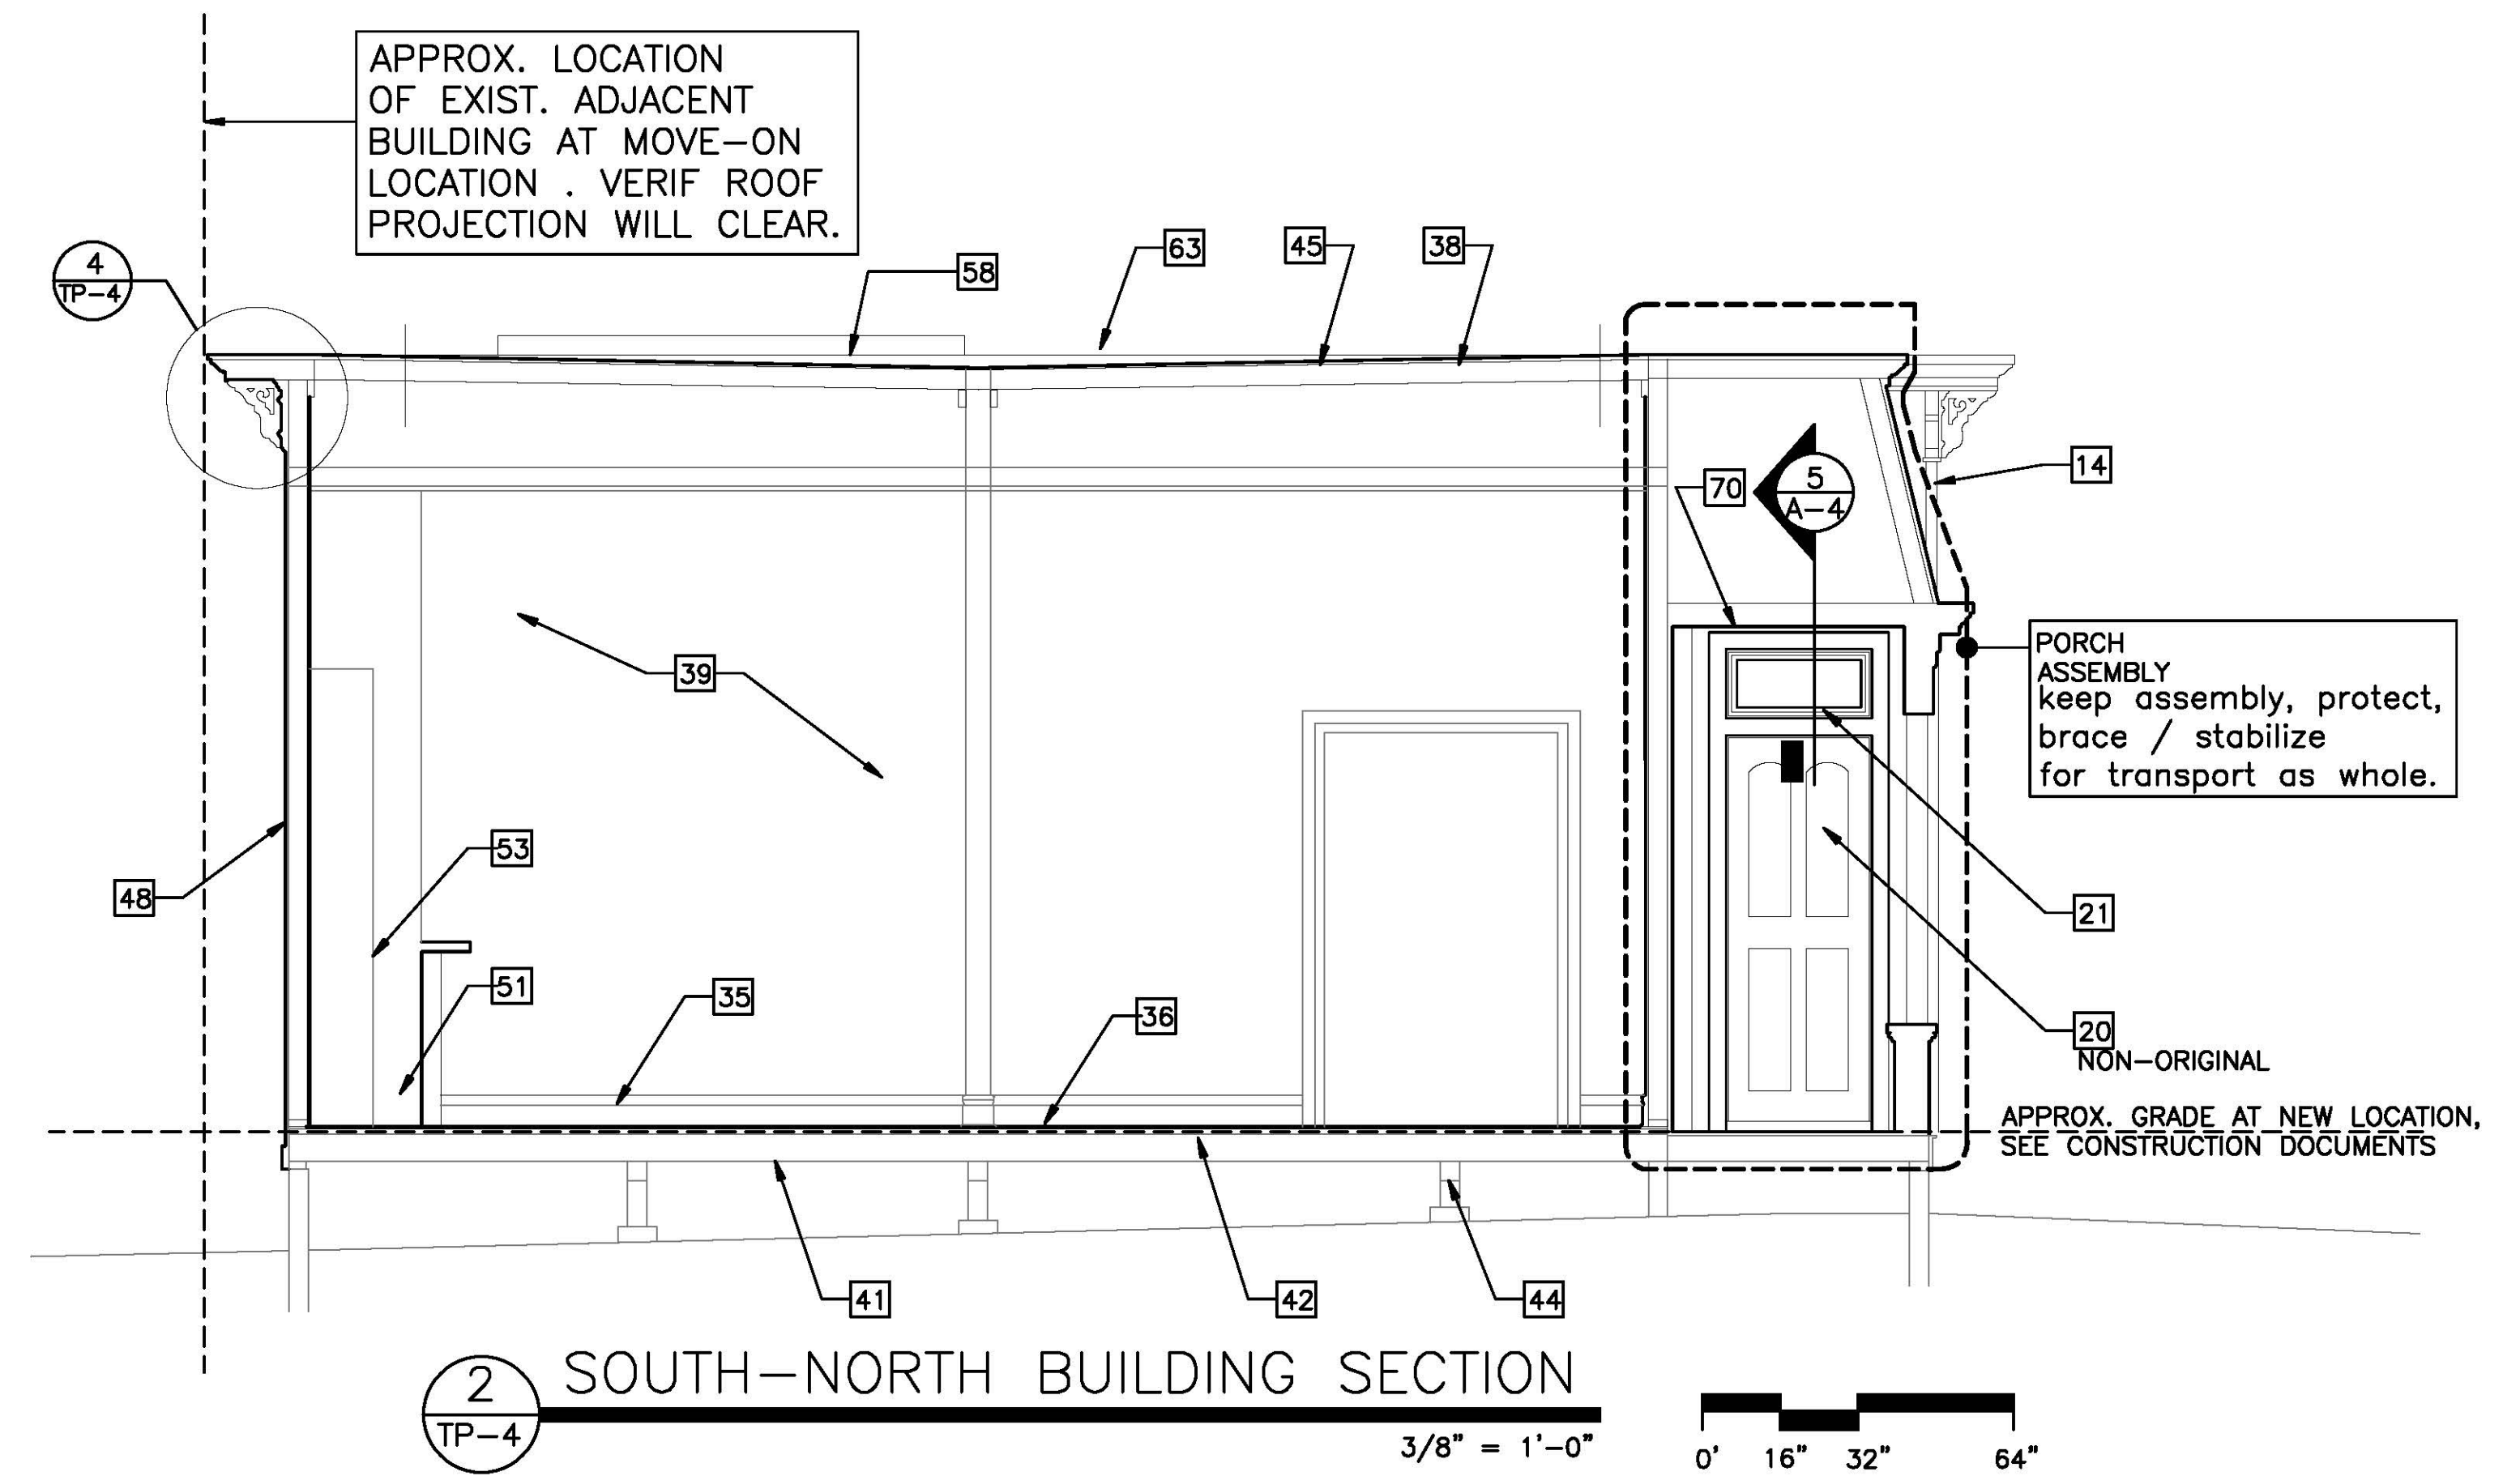 APPROX. LOCATION
OF EXIST. ADJACENT
BUILDING AT MOVE-ON
LOCATION . VERIF ROOF
PROJECTION WILL CLEAR.
4
TP-4
58
63
45
38
14
70
5
A-4
39
PORCH
ASSEMBLY
keep assembly, protect,
brace / stabilize
for transport as whole.
53
48
21
51
35
36
20
NON-ORIGINAL
APPROX. GRADE AT NEW LOCATION,
SEE CONSTRUCTION DOCUMENTS
41
42
44
2
TP-4
SOUTH-NORTH BUILDING SECTION
3/8" = 1'-0"
0' 16" 32" 64"